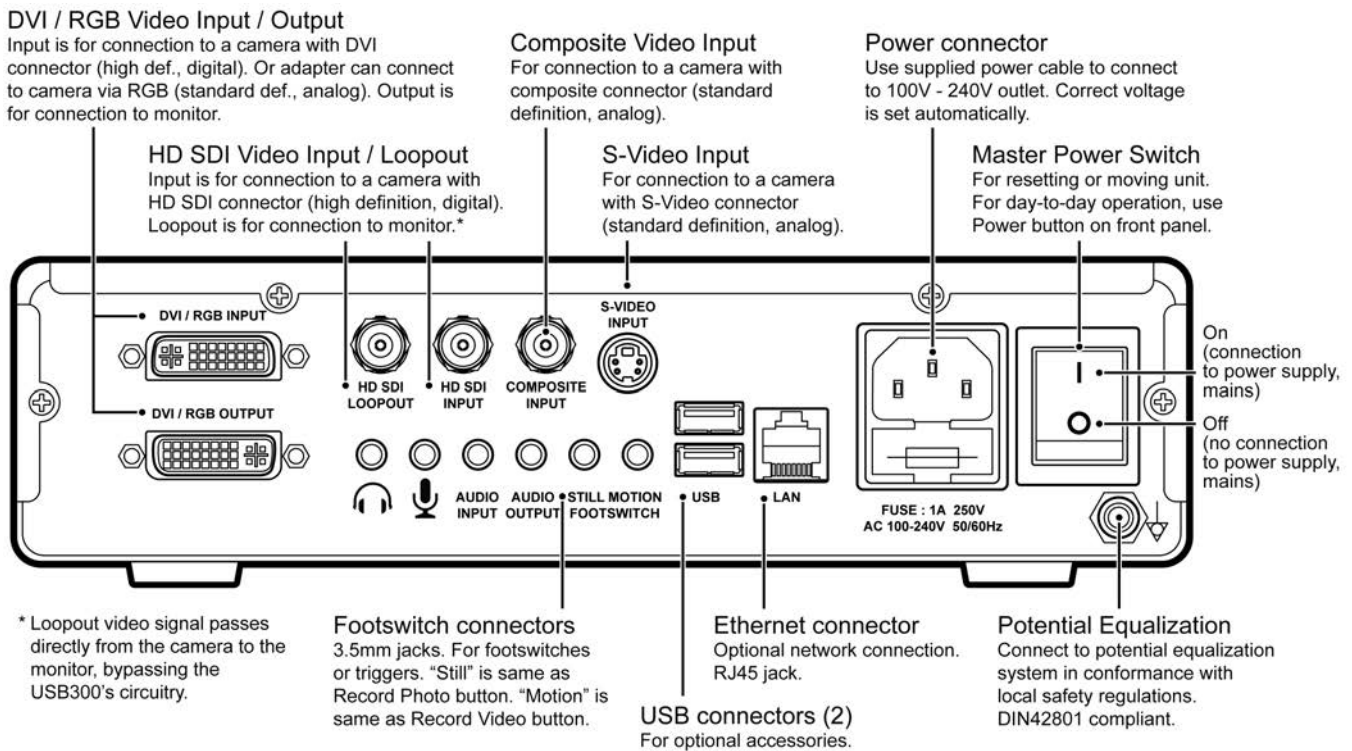 DVI / RGB Video Input / Output
Input is for connection to a camera with DVI
connector (high def., digital). Or adapter can connect
to camera via RGB (standard def., analog). Output is
for connection to monitor.
Composite Video Input
For connection to a camera with
composite connector (standard
definition, analog).
Power connector
Use supplied power cable to connect
to 100V - 240V outlet. Correct voltage
is set automatically.
HD SDI Video Input / Loopout
Input is for connection to a camera with
HD SDI connector (high definition, digital).
Loopout is for connection to monitor.*
S-Video Input
For connection to a camera
with S-Video connector
(standard definition, analog).
Master Power Switch
For resetting or moving unit.
For day-to-day operation, use
Power button on front panel.
DVI / RGB INPUT
DVI / RGB OUTPUT
HD SDI
LOOPOUT
HD SDI
INPUT
COMPOSITE
INPUT
S-VIDEO
INPUT
AUDIO
INPUT
AUDIO
OUTPUT
STILL MOTION
FOOTSWITCH
USB
LAN
FUSE : 1A 250V
AC 100-240V 50/60Hz
On
(connection
to power supply,
mains)
Off
(no connection
to power supply,
mains)
* Loopout video signal passes
directly from the camera to the
monitor, bypassing the
USB300's circuitry.
Footswitch connectors
3.5mm jacks. For footswitches
or triggers. “Still” is same as
Record Photo button. “Motion” is
same as Record Video button.
USB connectors (2)
For optional accessories.
Ethernet connector
Optional network connection.
RJ45 jack.
Potential Equalization
Connect to potential equalization
system in conformance with
local safety regulations.
DIN42801 compliant.